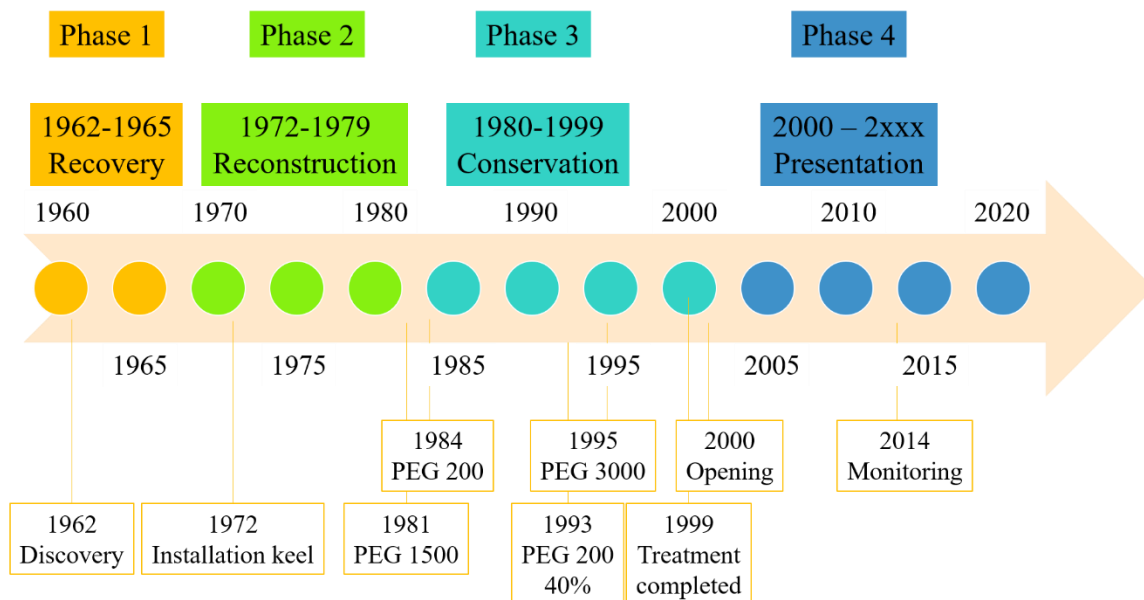 Phase 1
Phase 2
Phase 3
Phase 4
1962-1965
Recovery
1972-1979
Reconstruction
1980-1999
Conservation
2000 – 2xxx
Presentation
1960
1970
1980
1990
2000
2010
2020
1965
1975
1985
1995
2005
2015
1984
PEG 200
1995
PEG 3000
2000
Opening
2014
Monitoring
1962
Discovery
1972
Installation keel
1981
PEG 1500
1993
PEG 200
40%
1999
Treatment
completed